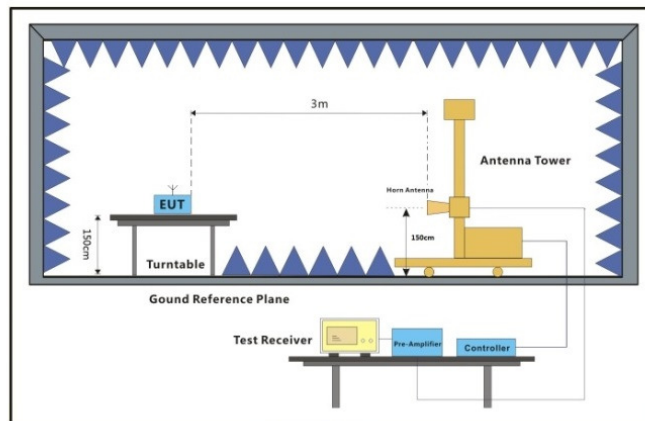 3m
Antenna Tower
Horn Antenna
EUT
150cm
150cm
Turntable
Gound Reference Plane
Test Receiver
Pre-Amplifier
Controller